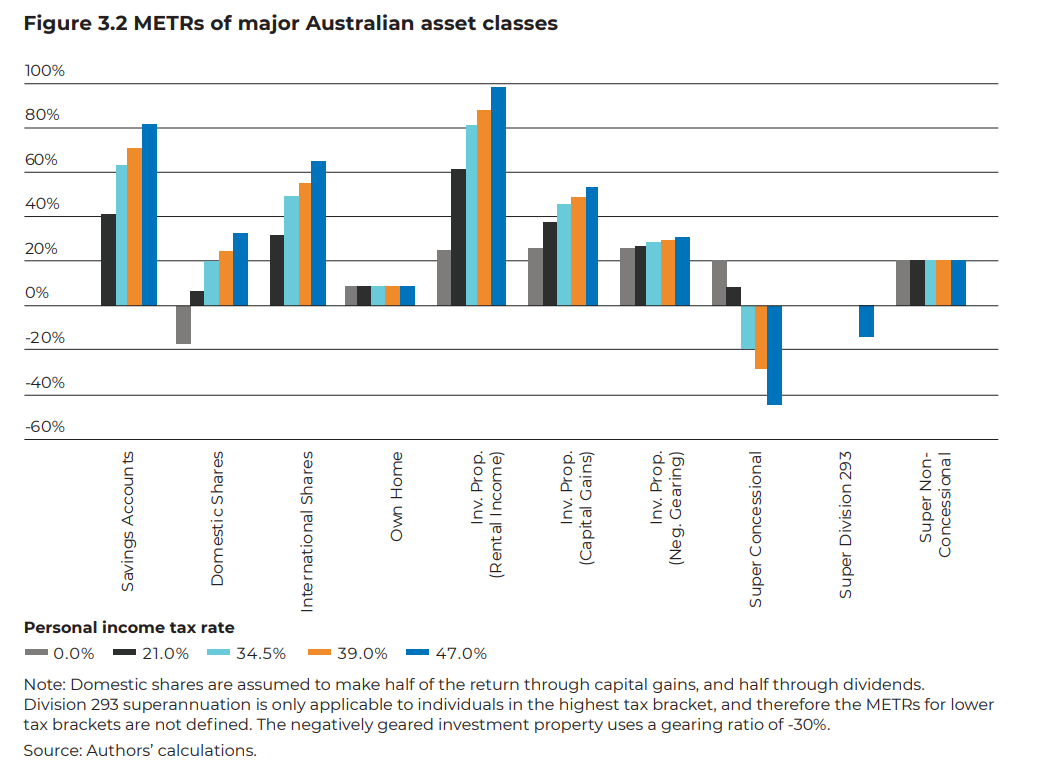 Figure 3.2 METRs of major Australian asset classes
100%
80%
60%
40%
20%
0%
-20%
-40%
-60%
Savings Accounts
Domestic Shares
International Shares
Own Home
Inv. Prop.
(Rental Income)
Inv. Prop.
(Capital Gains)
Inv. Prop.
(Neg. Gearing)
Super Concessional
Super Division 293
Super Non-
Concessional
Personal income tax rate
0.0% 21.0% 34.5% 39.0% 47.0%
Note: Domestic shares are assumed to make half of the return through capital gains, and half through dividends.
Division 293 superannuation is only applicable to individuals in the highest tax bracket, and therefore the METRs for lower
tax brackets are not defined. The negatively geared investment property uses a gearing ratio of -30%.
Source: Authors’ calculations.